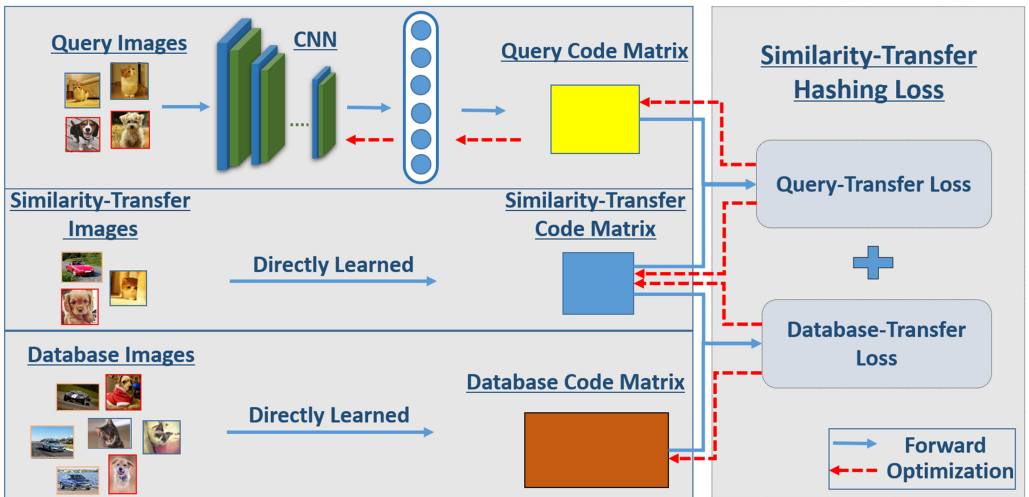 Query Images
CNN
....
Query Code Matrix
Similarity-Transfer
Hashing Loss
Query-Transfer Loss
Similarity-Transfer
Images
Directly Learned
Similarity-Transfer
Code Matrix
Database-Transfer
Loss
Database Images
Directly Learned
Database Code Matrix
Forward
Optimization